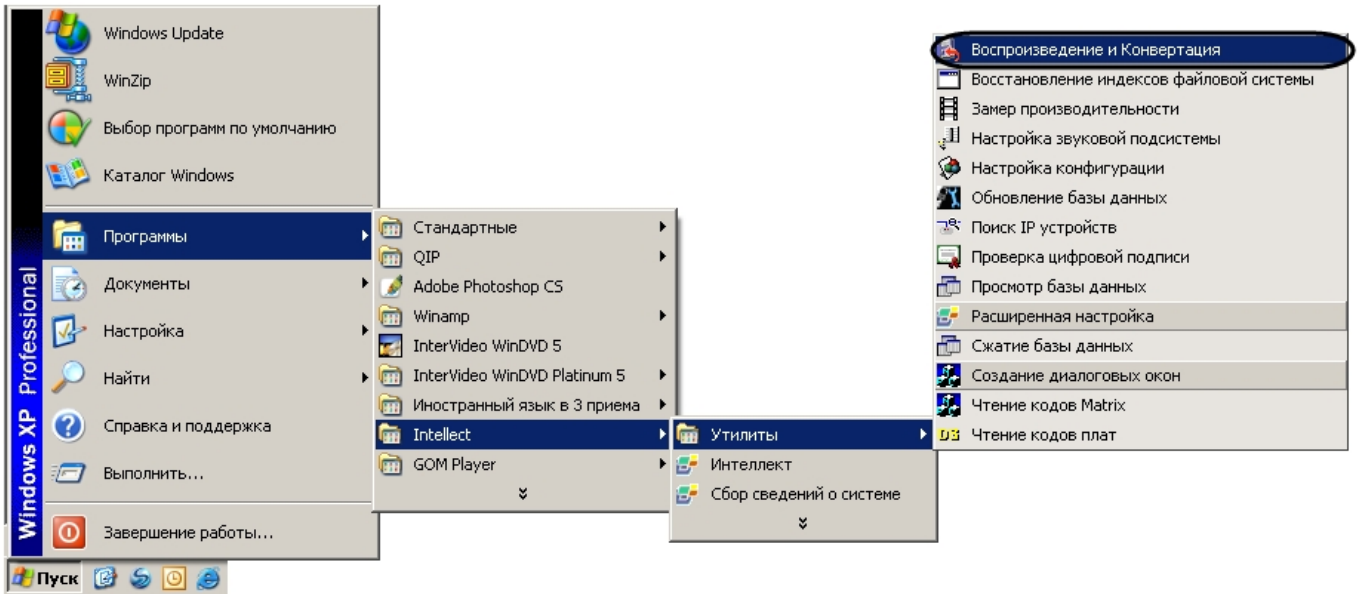 Windows Update
WinZip
Выбор программ по умолчанию
Каталог Windows
Программы
Документы
Настройка
Найти
Справка и поддержка
Выполнить...
Завершение работы...
Windows XP Professional
Пуск
Стандартные
QIP
Adobe Photoshop CS
Winamp
InterVideo WinDVD 5
InterVideo WinDVD Platinum 5
Иностранный язык в 3 приема
Intellect
GOM Player
Утилиты
Интеллект
Сбор сведений о системе
Воспроизведение и Конвертация
Восстановление индексов файловой системы
Замер производительности
Настройка звуковой подсистемы
Настройка конфигурации
Обновление базы данных
Поиск IP устройств
Проверка цифровой подписи
Просмотр базы данных
Расширенная настройка
Сжатие базы данных
Создание диалоговых окон
Чтение кодов Matrix
Чтение кодов плат